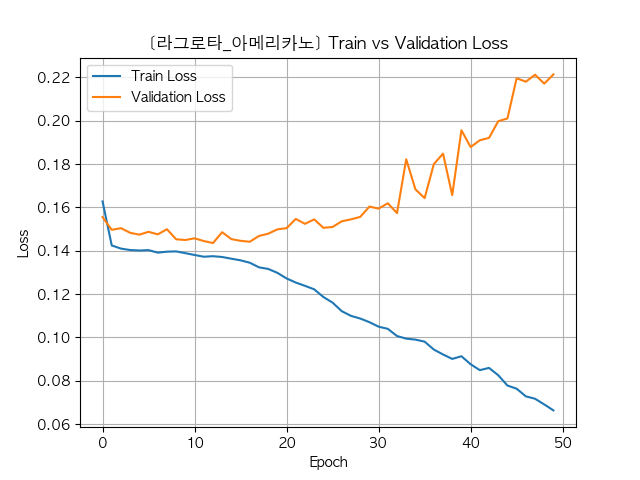 [라그로타_아메리카노] Train vs Validation Loss
Train Loss
Validation Loss
0.22
0.20
0.18
0.16
0.14
0.12
0.10
0.08
0.06
Loss
0 10 20 30 40 50
Epoch